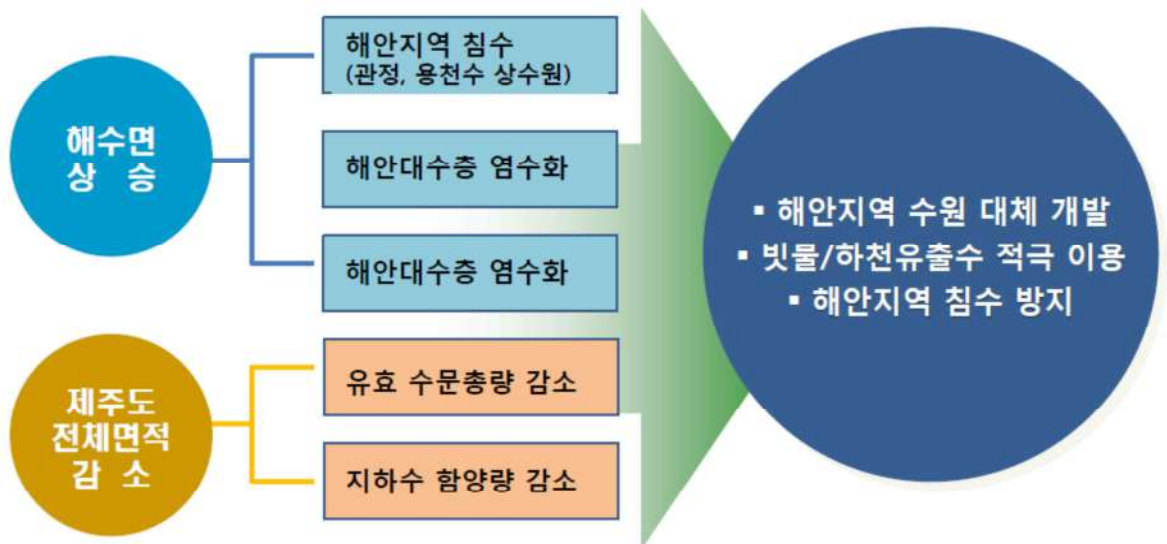 해수면
상 승
해안지역 침수
(관정, 용천수 상수원)
해안대수층 염수화
해안대수층 염수화
제주도
전체면적
감 소
유효 수문총량 감소
지하수 함양량 감소
▪ 해안지역 수원 대체 개발
▪ 빗물/하천유출수 적극 이용
▪ 해안지역 침수 방지